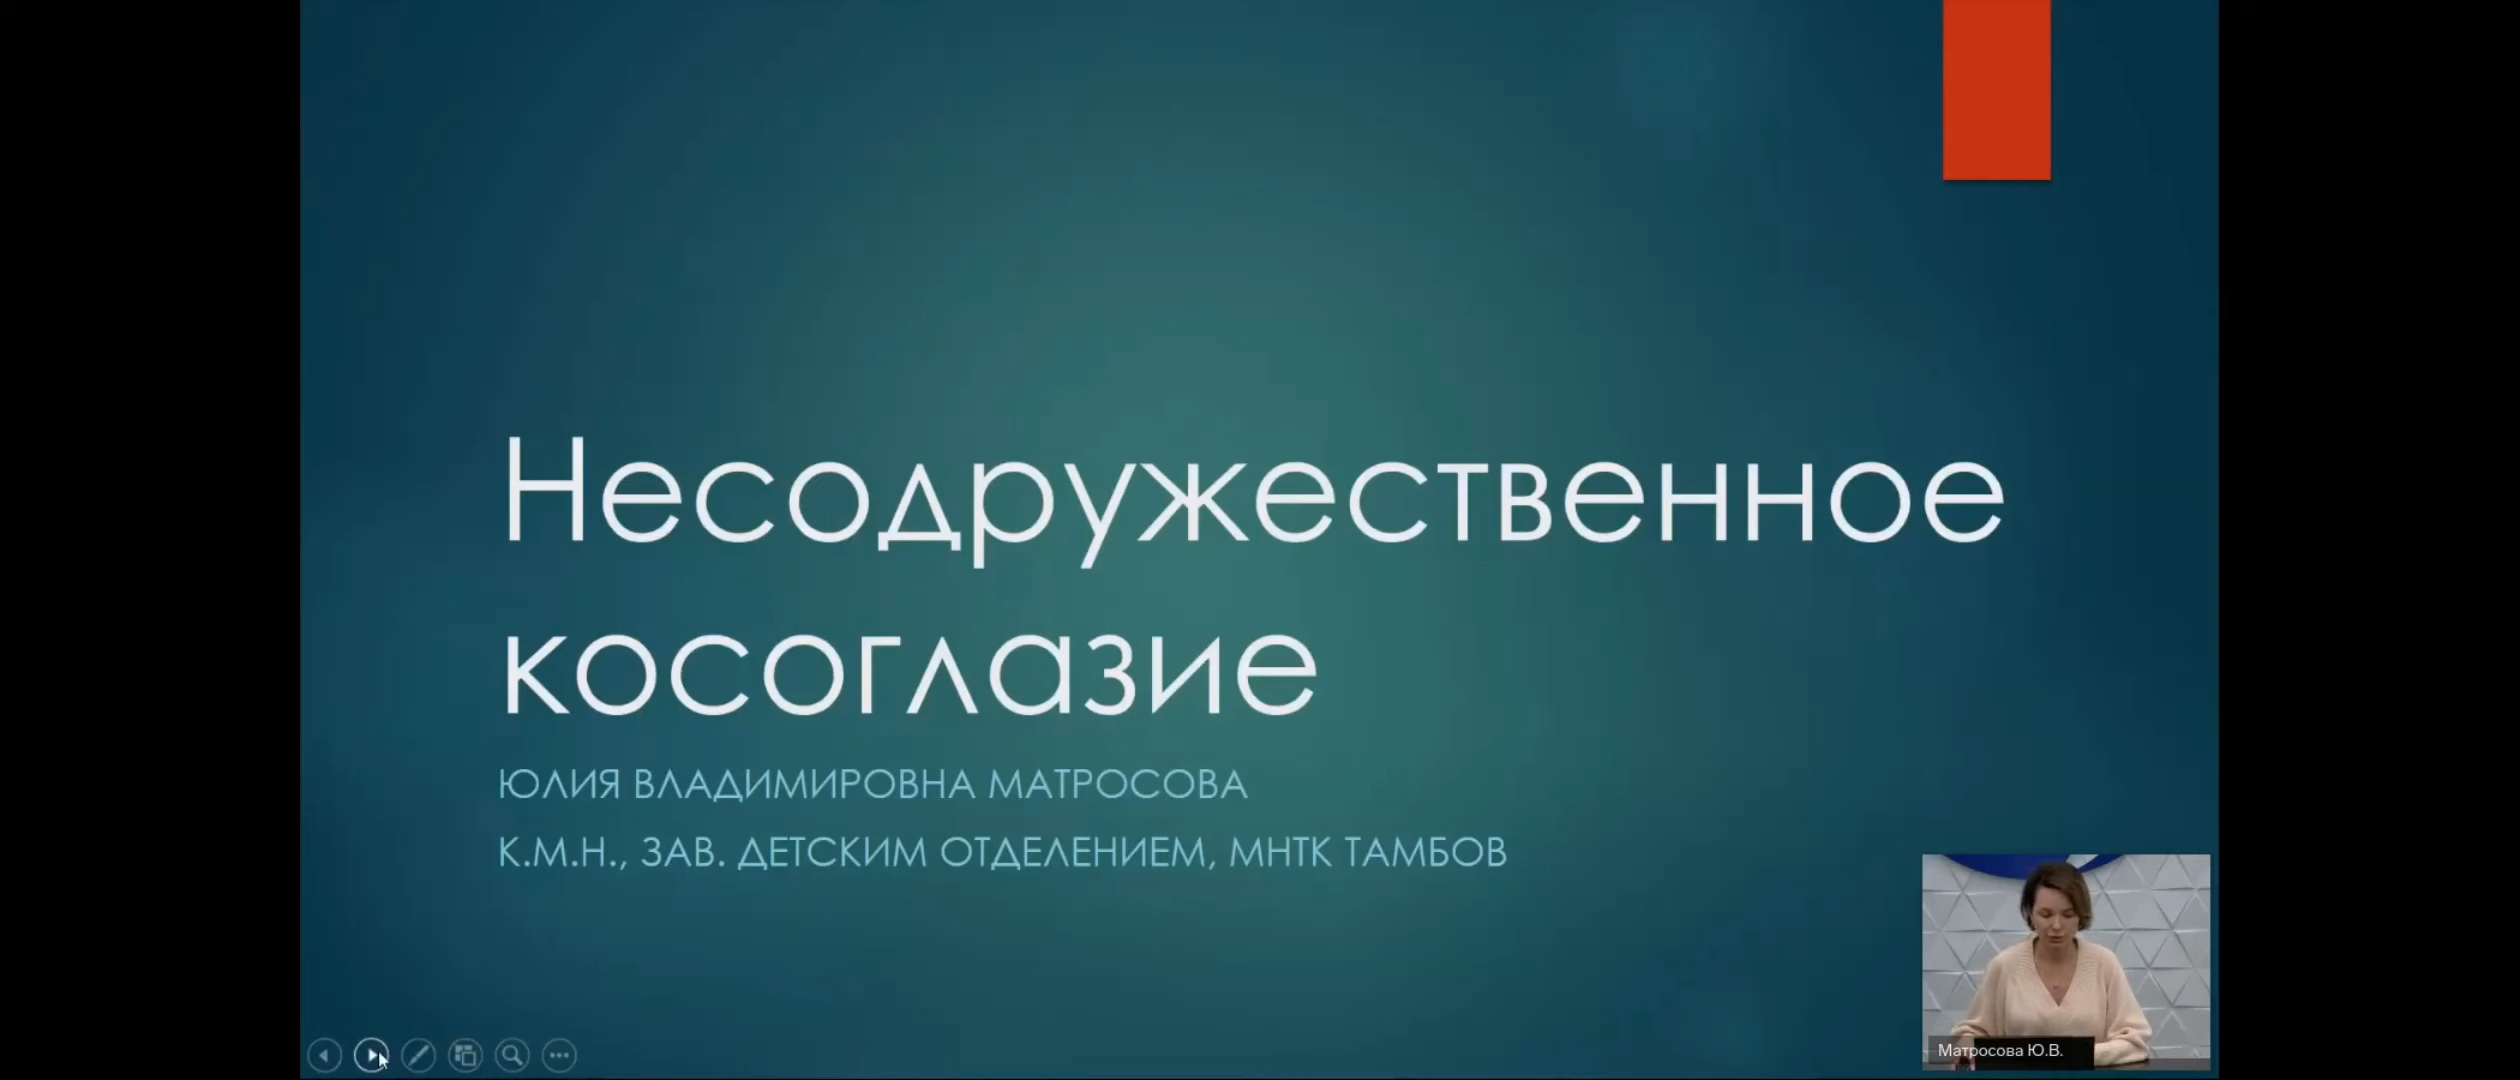 Несодружественное
косоглазие
ЮЛИЯ ВЛАДИМИРОВНА МАТРОСОВА
К.М.Н., ЗАВ. ДЕТСКИМ ОТДЕЛЕНИЕМ, МНТК ТАМБОВ
Матросова Ю.В.